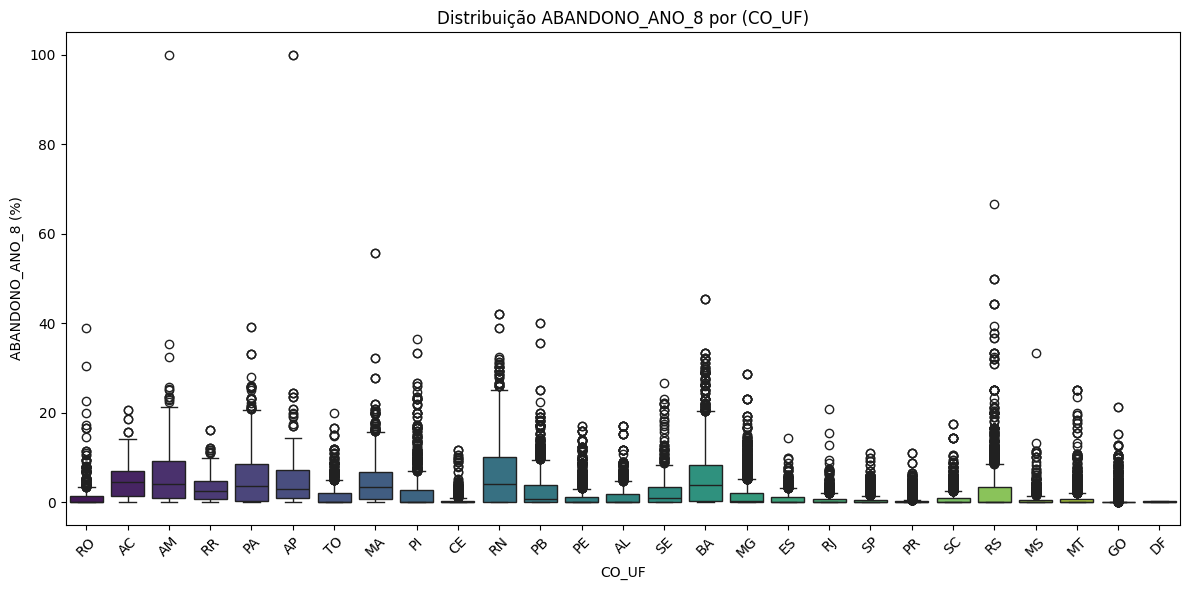 Distribuição ABANDONO_ANO_8 por (CO_UF)
ABANDONO_ANO_8 (%)
100
80
60
40
20
0
RO AC AM RR PA AP TO MA PI CE RN PB PE AL SE BA MG ES RJ SP PR SC RS MS MT GO DF
CO_UF